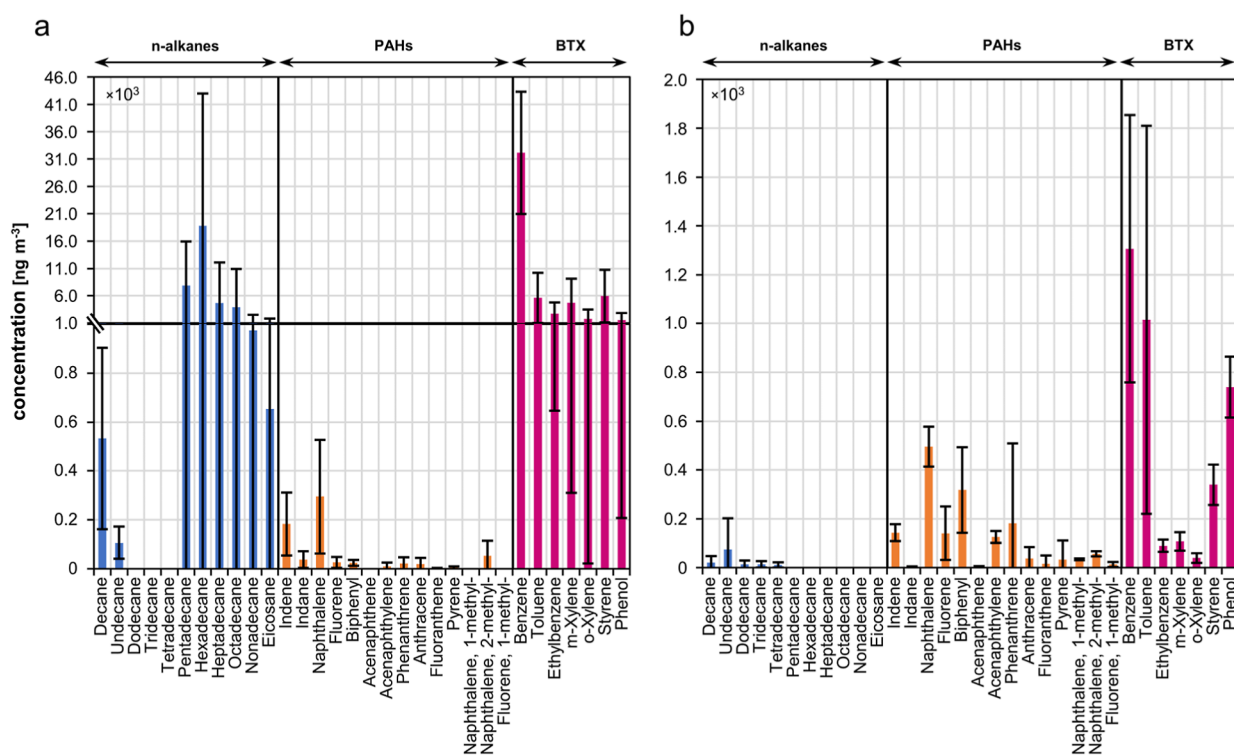 a
n-alkanes
PAHs
BTX
×10³
46.0
41.0
36.0
31.0
26.0
21.0
16.0
11.0
6.0
1.0
0.8
0.6
0.4
0.2
0
concentration [ng m⁻³]
Decane
Undecane
Dodecane
Tridecane
Tetradecane
Pentadecane
Hexadecane
Heptadecane
Octadecane
Nonadecane
Eicosane
Indene
Indane
Naphthalene
Fluorene
Biphenyl
Acenaphthene
Acenaphthylene
Phenanthrene
Anthracene
Fluoranthene
Pyrene
Naphthalene, 1-methyl-
Naphthalene, 2-methyl-
Fluorene, 1-methyl-
Benzene
Toluene
Ethylbenzene
m-Xylene
o-Xylene
Styrene
Phenol
b
n-alkanes
PAHs
BTX
×10³
2.0
1.8
1.6
1.4
1.2
1.0
0.8
0.6
0.4
0.2
0
Decane
Undecane
Dodecane
Tridecane
Tetradecane
Pentadecane
Hexadecane
Heptadecane
Octadecane
Nonadecane
Eicosane
Indene
Indane
Naphthalene
Fluorene
Biphenyl
Acenaphthene
Acenaphthylene
Phenanthrene
Anthracene
Fluoranthene
Pyrene
Naphthalene, 1-methyl-
Naphthalene, 2-methyl-
Fluorene, 1-methyl-
Benzene
Toluene
Ethylbenzene
m-Xylene
o-Xylene
Styrene
Phenol